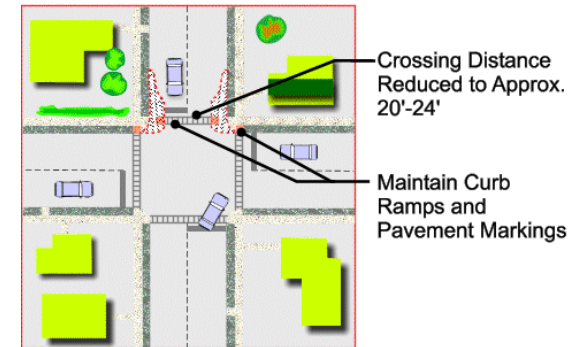 Crossing Distance
Reduced to Approx.
20'-24'
Maintain Curb
Ramps and
Pavement Markings